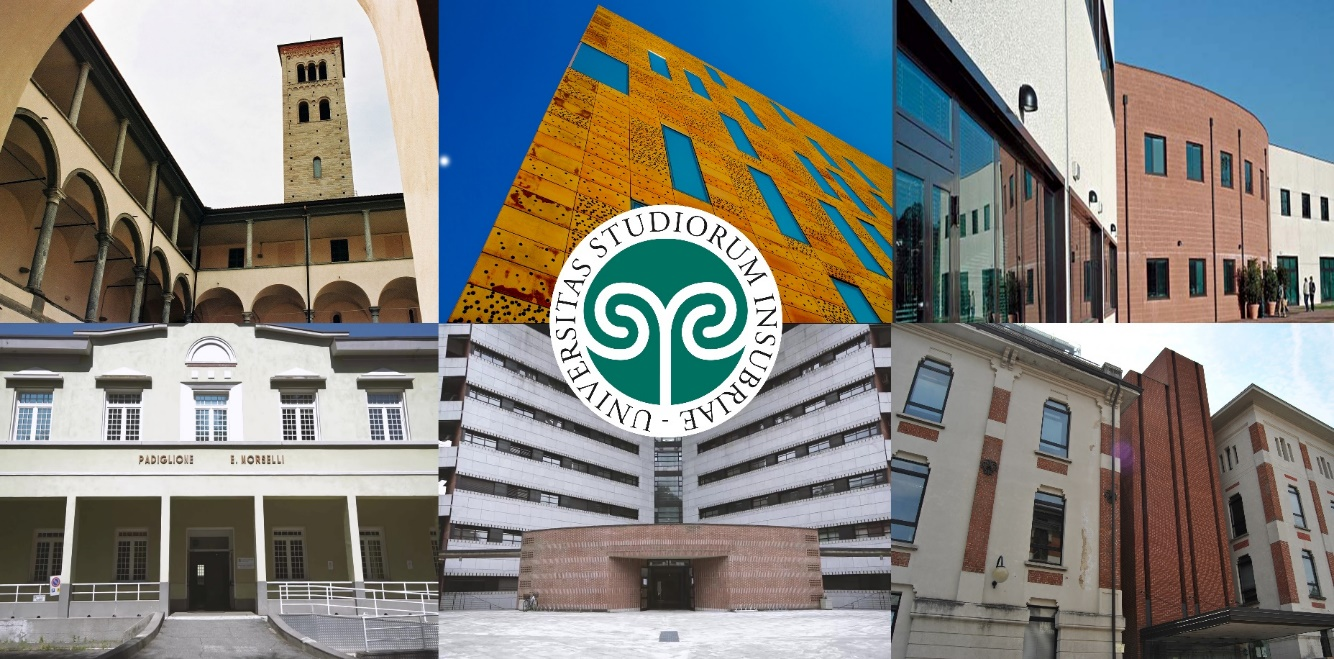 UNIVERSITAS STUDIORUM INSUBRIAE -
PADIGLIONE E. MORSELLI